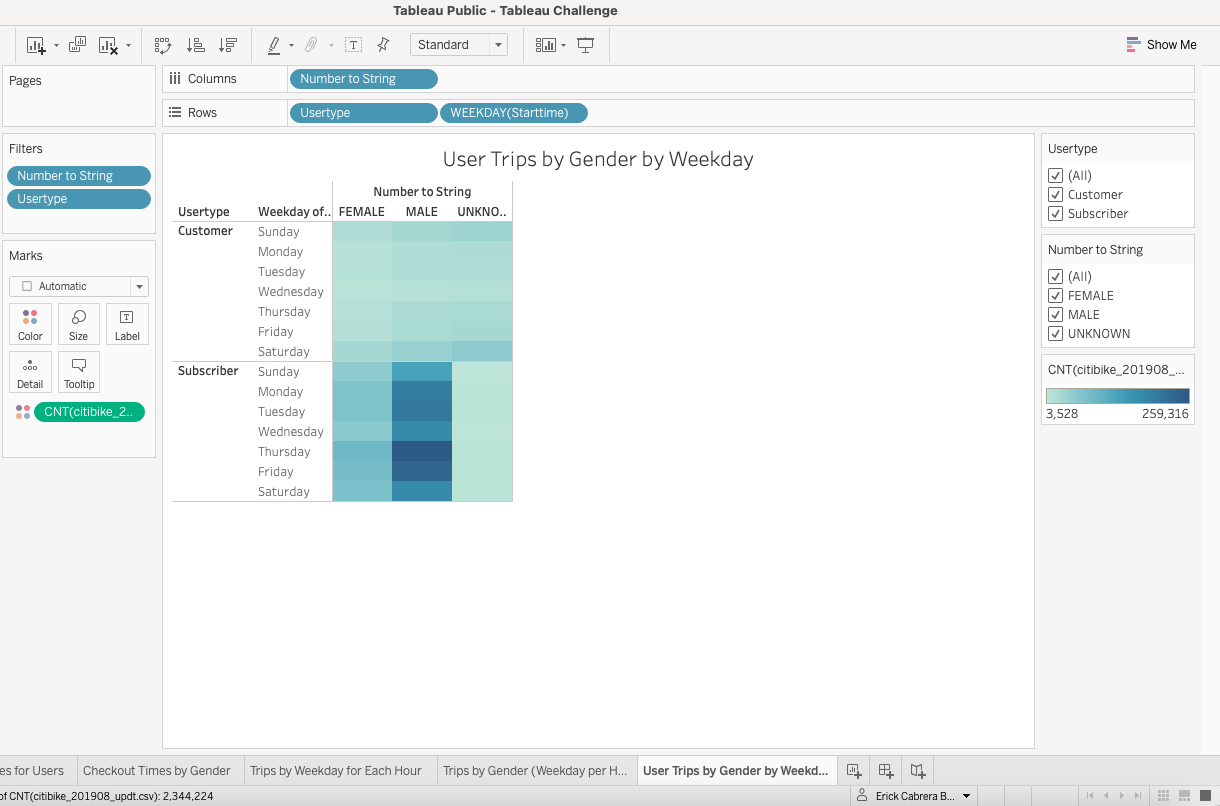 Tableau Public - Tableau Challenge
Standard
Show Me
Pages
Columns
Number to String
Rows
Usertype
WEEKDAY(Starttime)
Filters
Number to String
Usertype
Marks
Automatic
Color
Size
Label
Detail
Tooltip
CNT(citibike_2..
User Trips by Gender by Weekday
Number to String
Usertype
Weekday of..
FEMALE
MALE
UNKNO..
Customer
Sunday
Monday
Tuesday
Wednesday
Thursday
Friday
Saturday
Subscriber
Sunday
Monday
Tuesday
Wednesday
Thursday
Friday
Saturday
Usertype
(All)
Customer
Subscriber
Number to String
(All)
FEMALE
MALE
UNKNOWN
CNT(citibike_201908_...
3,528
259,316
es for Users
Checkout Times by Gender
Trips by Weekday for Each Hour
Trips by Gender (Weekday per H...
User Trips by Gender by Weekd...
of CNT(citibike_201908_updt.csv): 2,344,224
Erick Cabrera B...